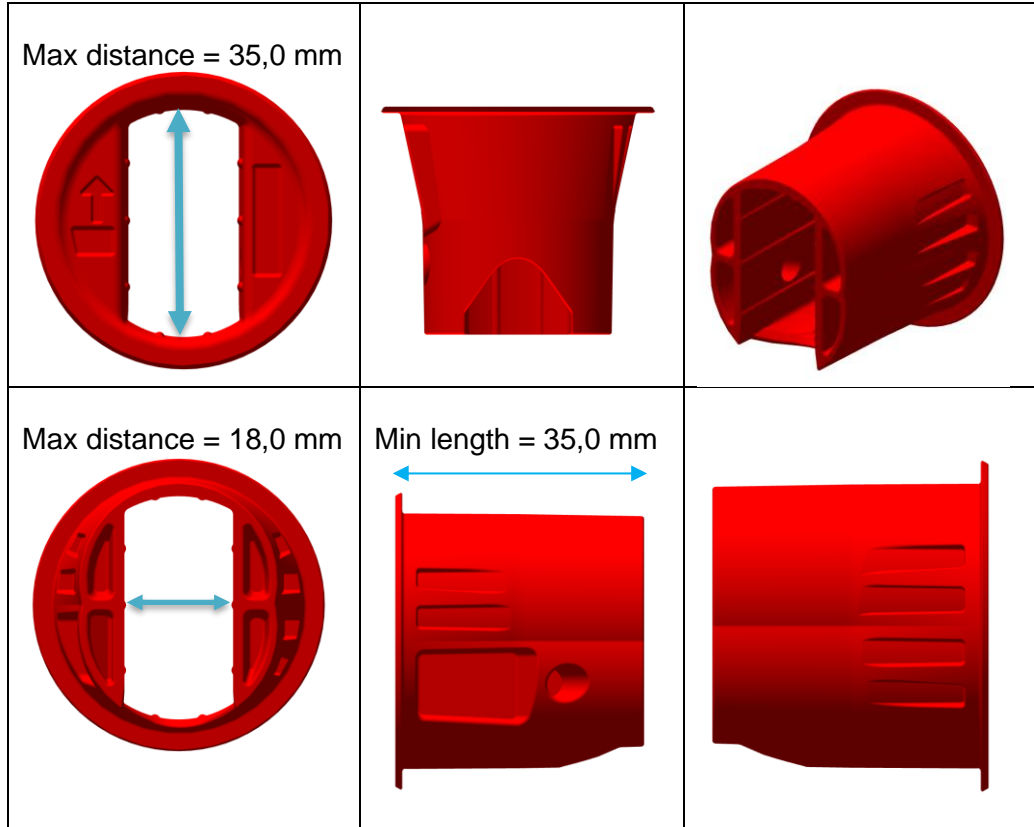 Max distance = 35,0 mm
Max distance = 18,0 mm
Min length = 35,0 mm